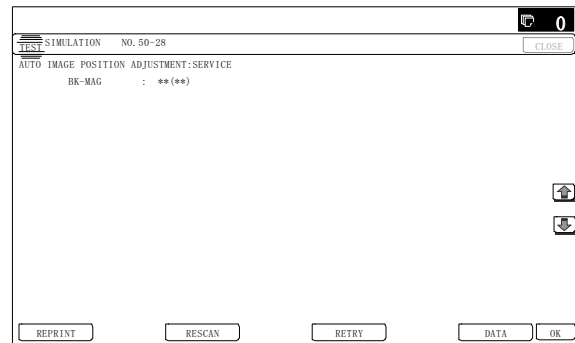 0
TEST SIMULATION NO. 50-28 CLOSE
AUTO IMAGE POSITION ADJUSTMENT:SERVICE
BK-MAG : **(**)
REPRINT RESCAN RETRY DATA OK